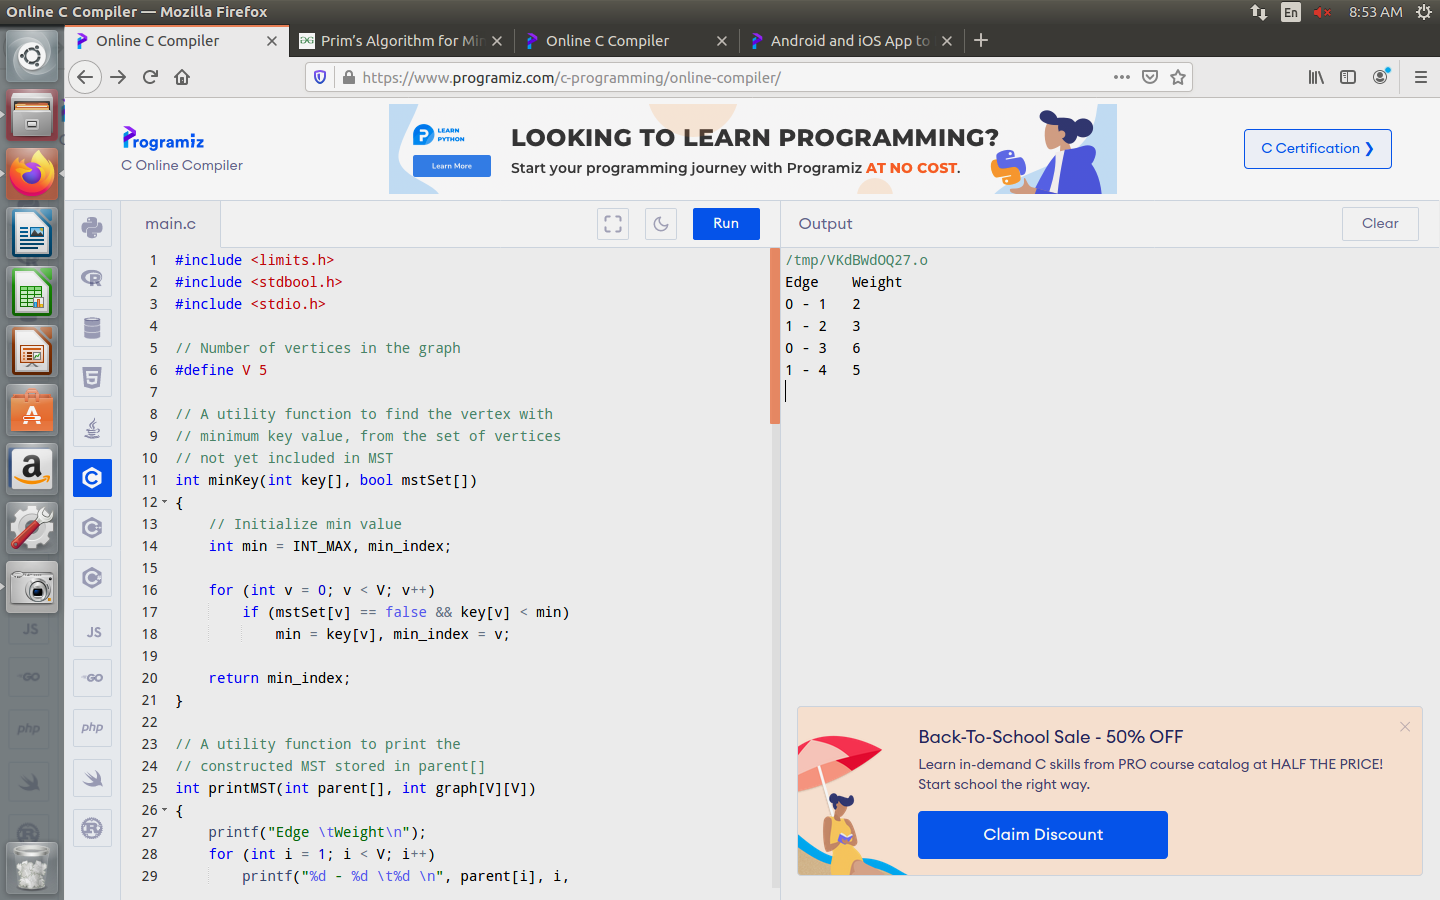 Online C Compiler — Mozilla Firefox
En
8:53 AM
Online C Compiler
Prim's Algorithm for Min
Online C Compiler
Android and iOS App to
https://www.programiz.com/c-programming/online-compiler/
Programiz
C Online Compiler
LEARN
PYTHON
Learn More
LOOKING TO LEARN PROGRAMMING?
Start your programming journey with Programiz AT NO COST.
C Certification ❯
main.c
Run
Output
Clear
1 #include <limits.h>
2 #include <stdbool.h>
3 #include <stdio.h>
4
5 // Number of vertices in the graph
6 #define V 5
7
8 // A utility function to find the vertex with
9 // minimum key value, from the set of vertices
10 // not yet included in MST
11 int minKey(int key[], bool mstSet[])
12 {
13 // Initialize min value
14 int min = INT_MAX, min_index;
15
16 for (int v = 0; v < V; v++)
17 if (mstSet[v] == false && key[v] < min)
18 min = key[v], min_index = v;
19
20 return min_index;
21 }
22
23 // A utility function to print the
24 // constructed MST stored in parent[]
25 int printMST(int parent[], int graph[V][V])
26 {
27 printf("Edge \tWeight\n");
28 for (int i = 1; i < V; i++)
29 printf("%d - %d \t%d \n", parent[i], i,
/tmp/VKdBWdOQ27.o
Edge Weight
0 - 1 2
1 - 2 3
0 - 3 6
1 - 4 5
JS
GO
php
JS
GO
php
Back-To-School Sale - 50% OFF
Learn in-demand C skills from PRO course catalog at HALF THE PRICE!
Start school the right way.
Claim Discount